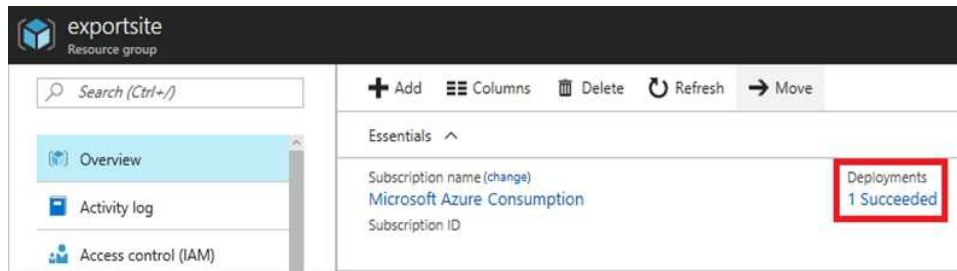 exportsite
Resource group
Search (Ctrl+/)
Add Columns Delete Refresh Move
Essentials
Overview
Subscription name (change) Deployments
Microsoft Azure Consumption 1 Succeeded
Activity log
Subscription ID
Access control (IAM)